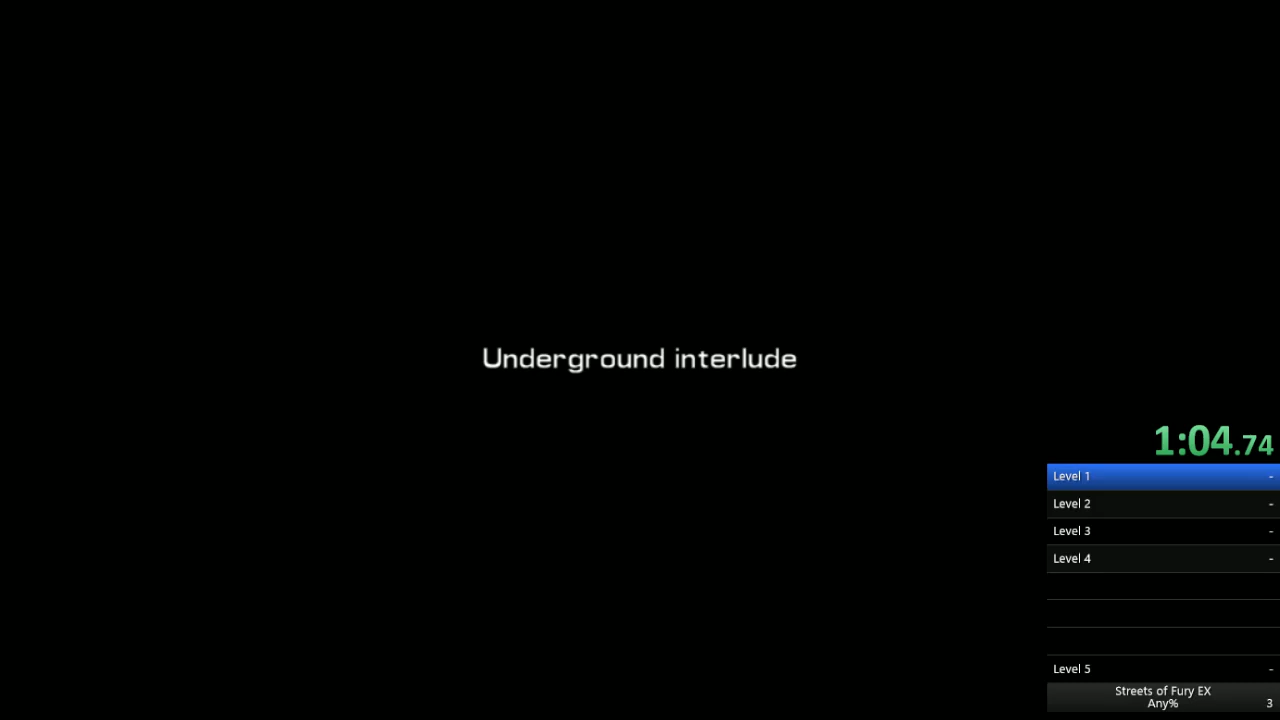 Underground interlude
1:04.74
Level 1 -
Level 2 -
Level 3 -
Level 4 -
Level 5 -
Streets of Fury EX
Any% 3